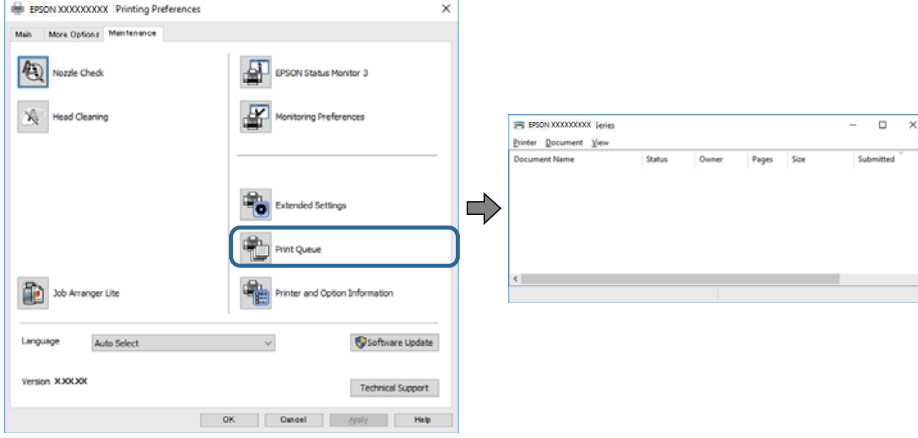 EPSON XXXXXXXXX Printing Preferences
Main More Options Maintenance
Nozzle Check
EPSON Status Monitor 3
Head Cleaning
Monitoring Preferences
Extended Settings
Print Queue
Job Arranger Lite
Printer and Option Information
Language
Auto Select
Software Update
Version X.XX.XX
Technical Support
OK Cancel Apply Help
EPSON XXXXXXXXX Series
Printer Document View
Document Name Status Owner Pages Size Submitted